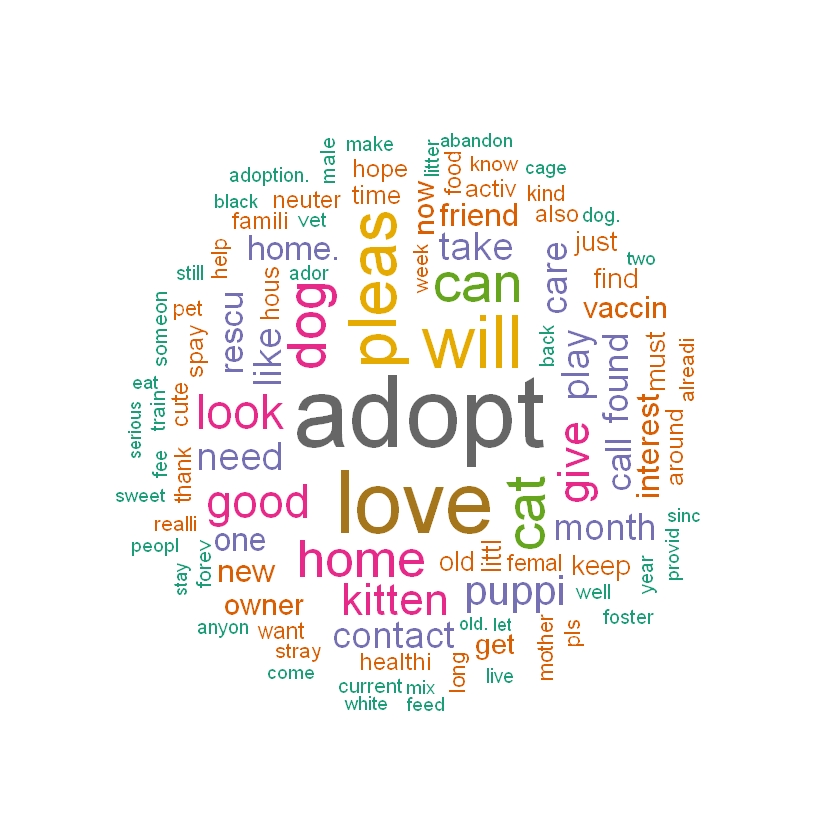 make
abandon
male
litter
adoption.
hope
food
know
cage
black
neuter
time
now
activ
kind
famili
vet
pleas
friend
also
dog.
help
home.
take
just
two
still
ador
week
can
care
find
pet
hous
dog
vaccin
someon
rescu
like
will
back
play
found
must
alreadi
spay
eat
train
cute
look
adopt
call
interest
around
serious
fee
thank
need
love
cat
give
sweet
good
month
sinc
realli
peopl
one
home
old
littl
femal
keep
provid
stay
forev
new
kitten
puppi
well
year
owner
anyon
want
contact
old.
let
get
mother
pls
foster
stray
healthi
long
live
come
current
mix
white
feed